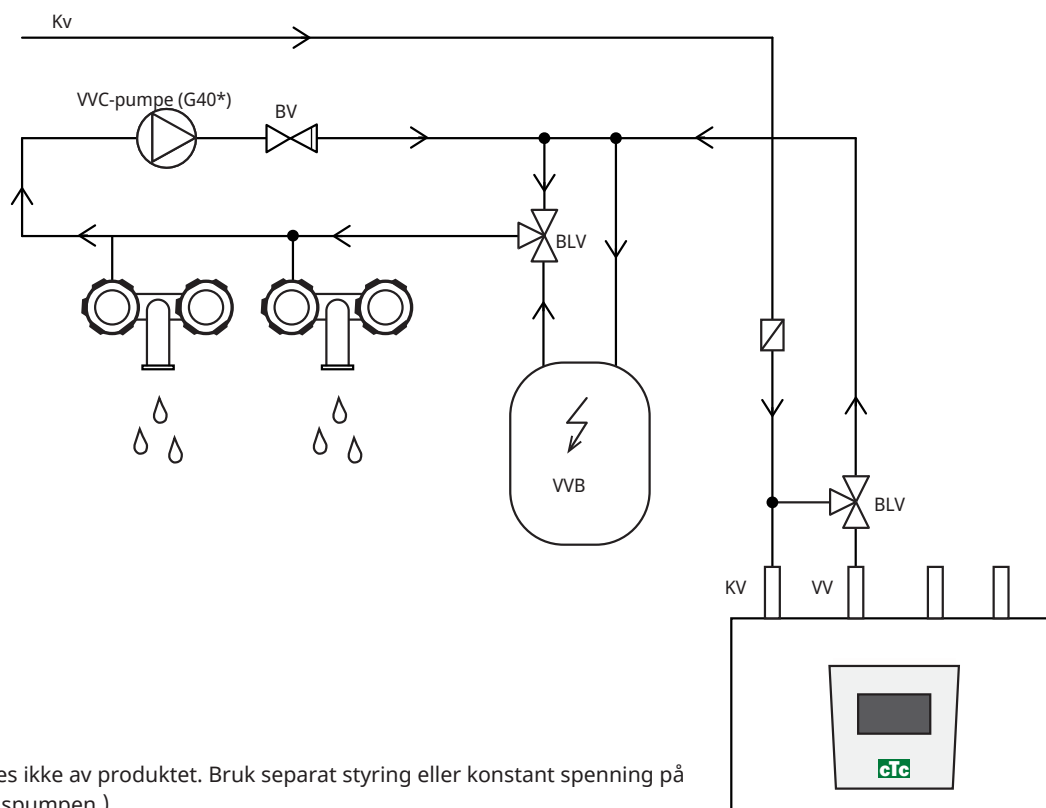 Kv
VVC-pumpe (G40*)
BV
BLV
VVB
BLV
KV
VV
cTc
ikke av produktet. Bruk separat styring eller konstant spenning på